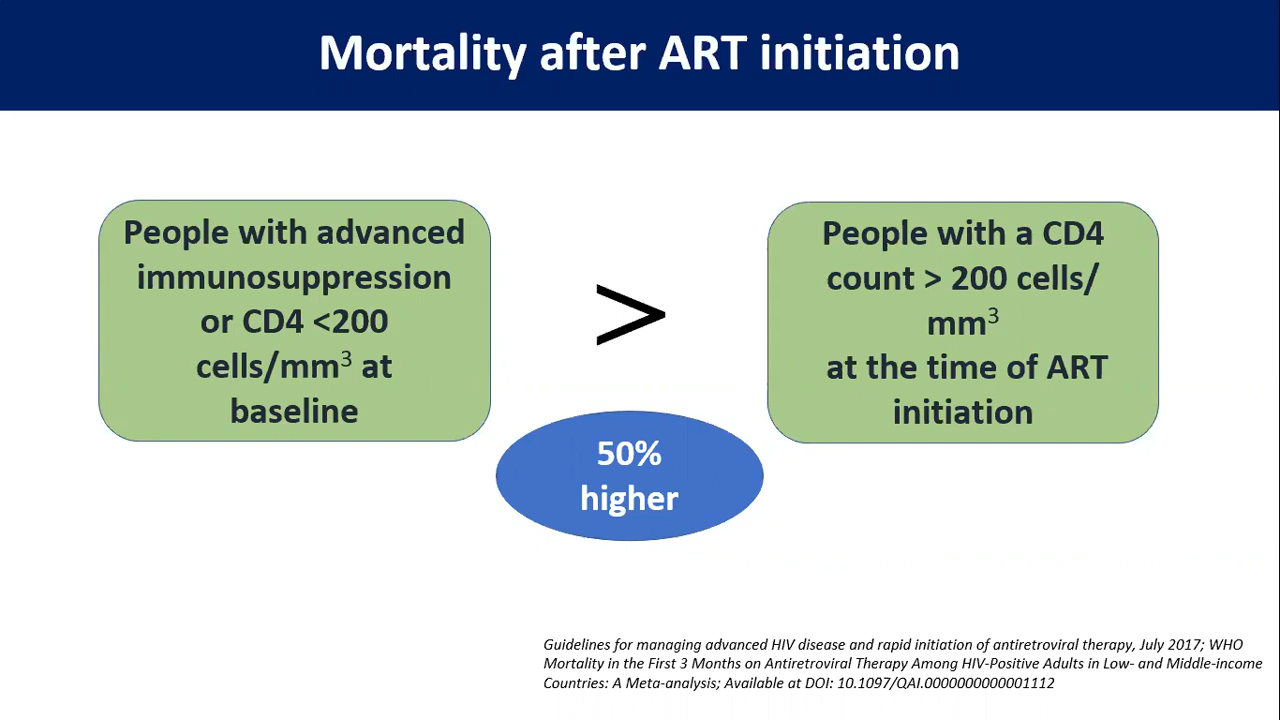 Mortality after ART initiation
People with advanced
immunosuppression
or CD4 <200
cells/mm³ at
baseline
>
People with a CD4
count > 200 cells/
mm³
at the time of ART
initiation
50%
higher
Guidelines for managing advanced HIV disease and rapid initiation of antiretroviral therapy, July 2017; WHO
Mortality in the First 3 Months on Antiretroviral Therapy Among HIV-Positive Adults in Low- and Middle-income
Countries: A Meta-analysis; Available at DOI: 10.1097/QAI.0000000000001112